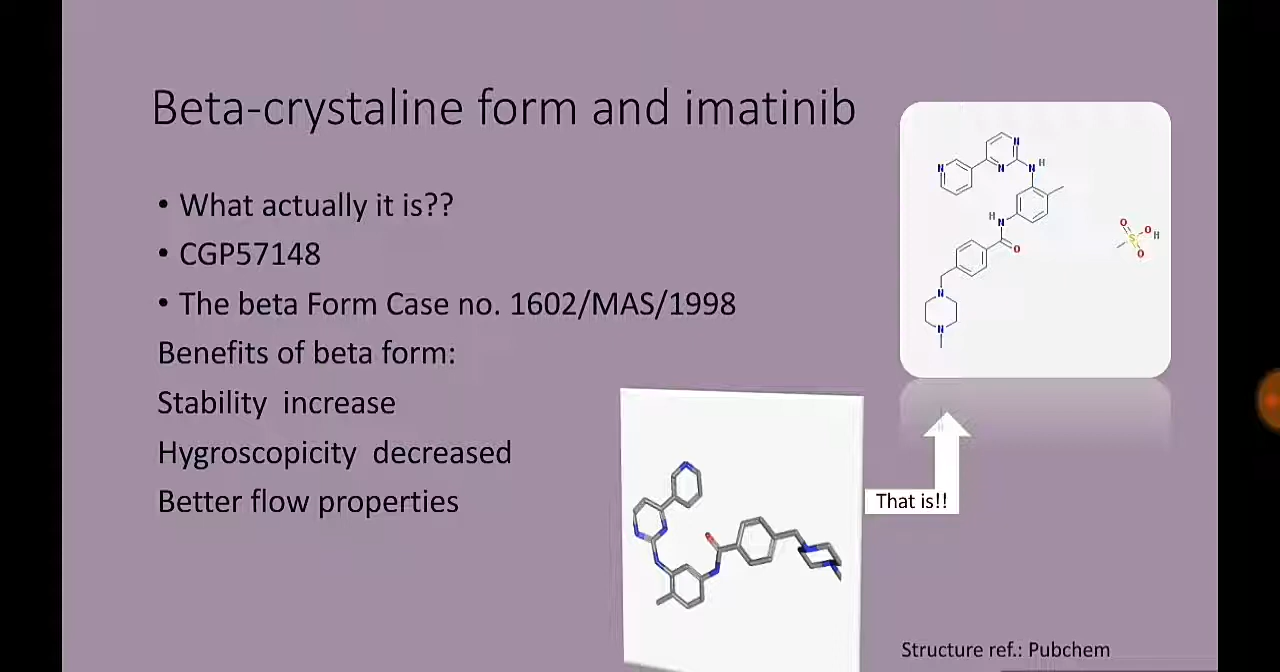 Beta-crystaline form and imatinib
• What actually it is??
• CGP57148
• The beta Form Case no. 1602/MAS/1998
Benefits of beta form:
Stability increase
Hygroscopicity decreased
Better flow properties
N
N
N
N
H
H
N
O
N
N
O
S
O
H
O
That is!!
Structure ref.: Pubchem